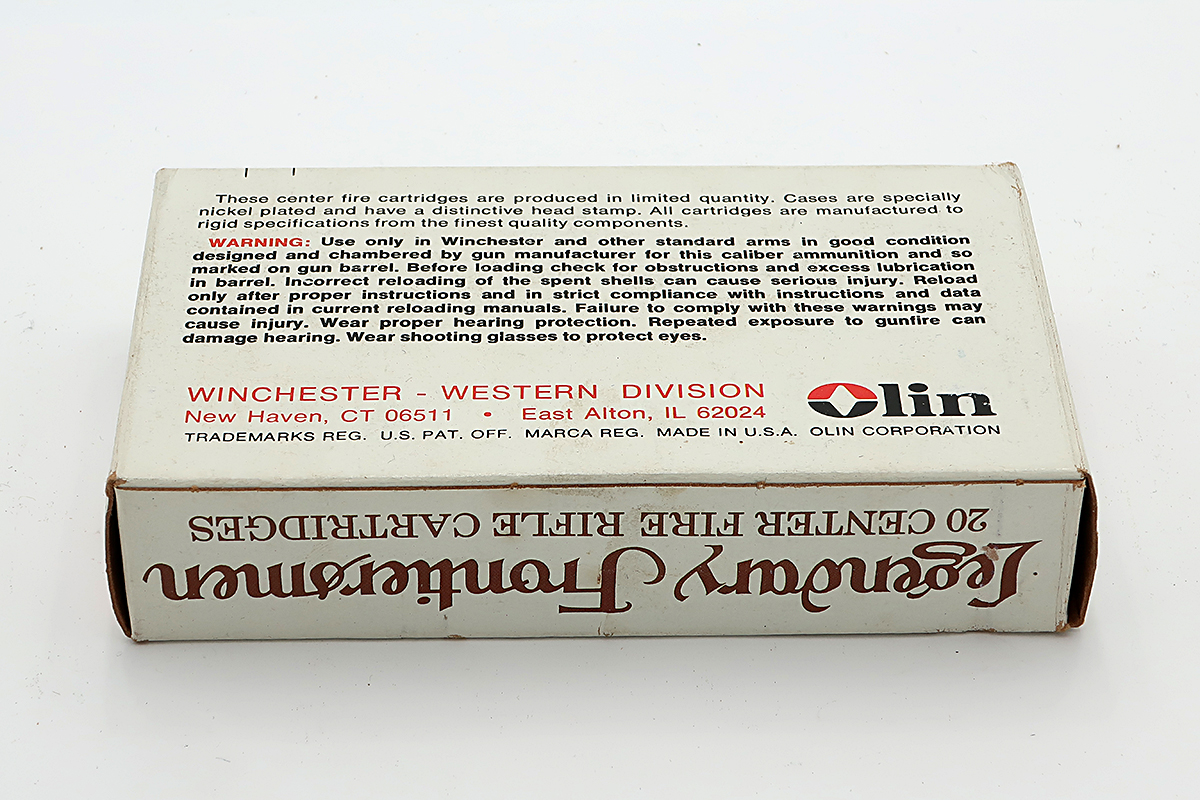 These center fire cartridges are produced in limited quantity. Cases are specially
nickel plated and have a distinctive head stamp. All cartridges are manufactured to
rigid specifications from the finest quality components.
WARNING: Use only in Winchester and other standard arms in good condition
designed and chambered by gun manufacturer for this caliber ammunition and so
marked on gun barrel. Before loading check for obstructions and excess lubrication
in barrel. Incorrect reloading of the spent shells can cause serious injury. Reload
only after proper instructions and in strict compliance with instructions and data
contained in current reloading manuals. Failure to comply with these warnings may
cause injury. Wear proper hearing protection. Repeated exposure to gunfire can
damage hearing. Wear shooting glasses to protect eyes.
WINCHESTER - WESTERN DIVISION
New Haven, CT 06511 • East Alton, IL 62024
Olin
TRADEMARKS REG. U.S. PAT. OFF. MARCA REG. MADE IN U.S.A. OLIN CORPORATION
Legendary Frontiersmen
20 CENTER FIRE RIFLE CARTRIDGES